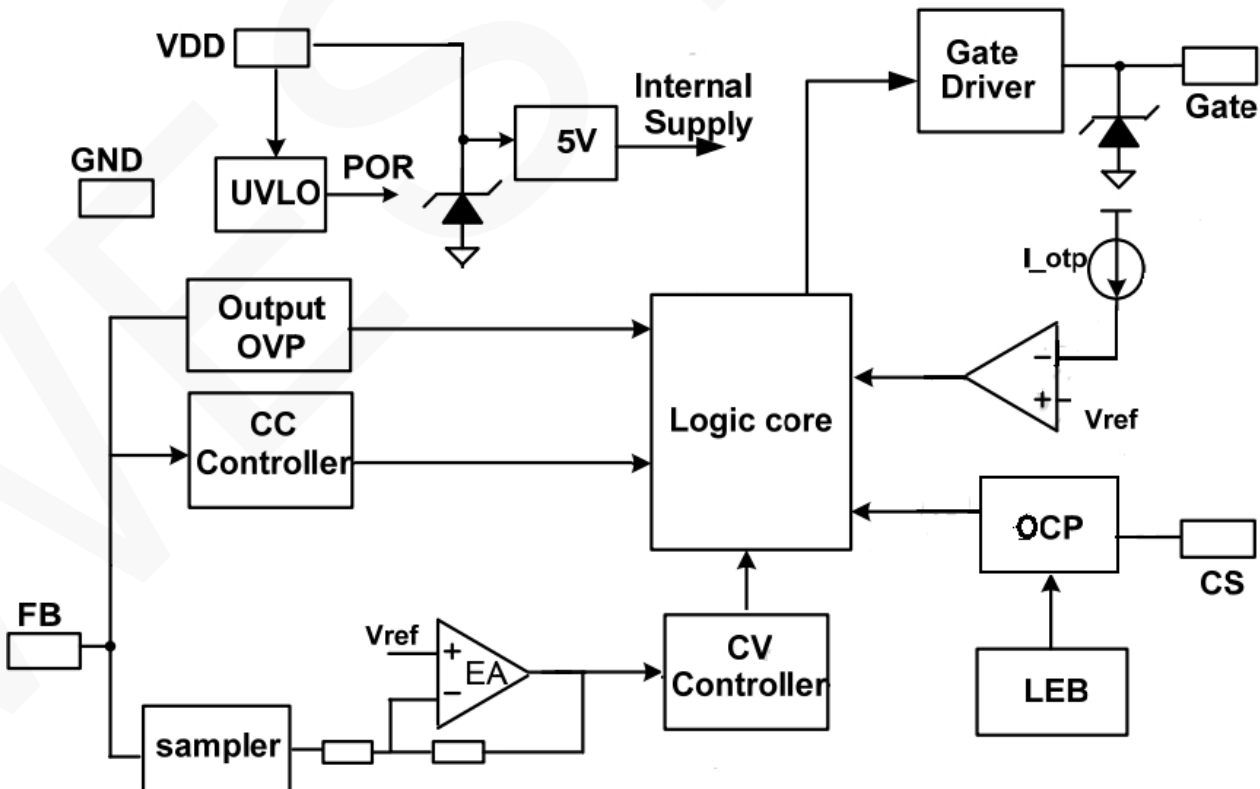 VDD
Gate
Driver
Gate
Internal
Supply
5V
GND
UVLO
POR
I_otp
Output
OVP
CC
Controller
Logic core
−
+
Vref
OCP
CS
FB
Vref
+
EA
−
CV
Controller
LEB
sampler